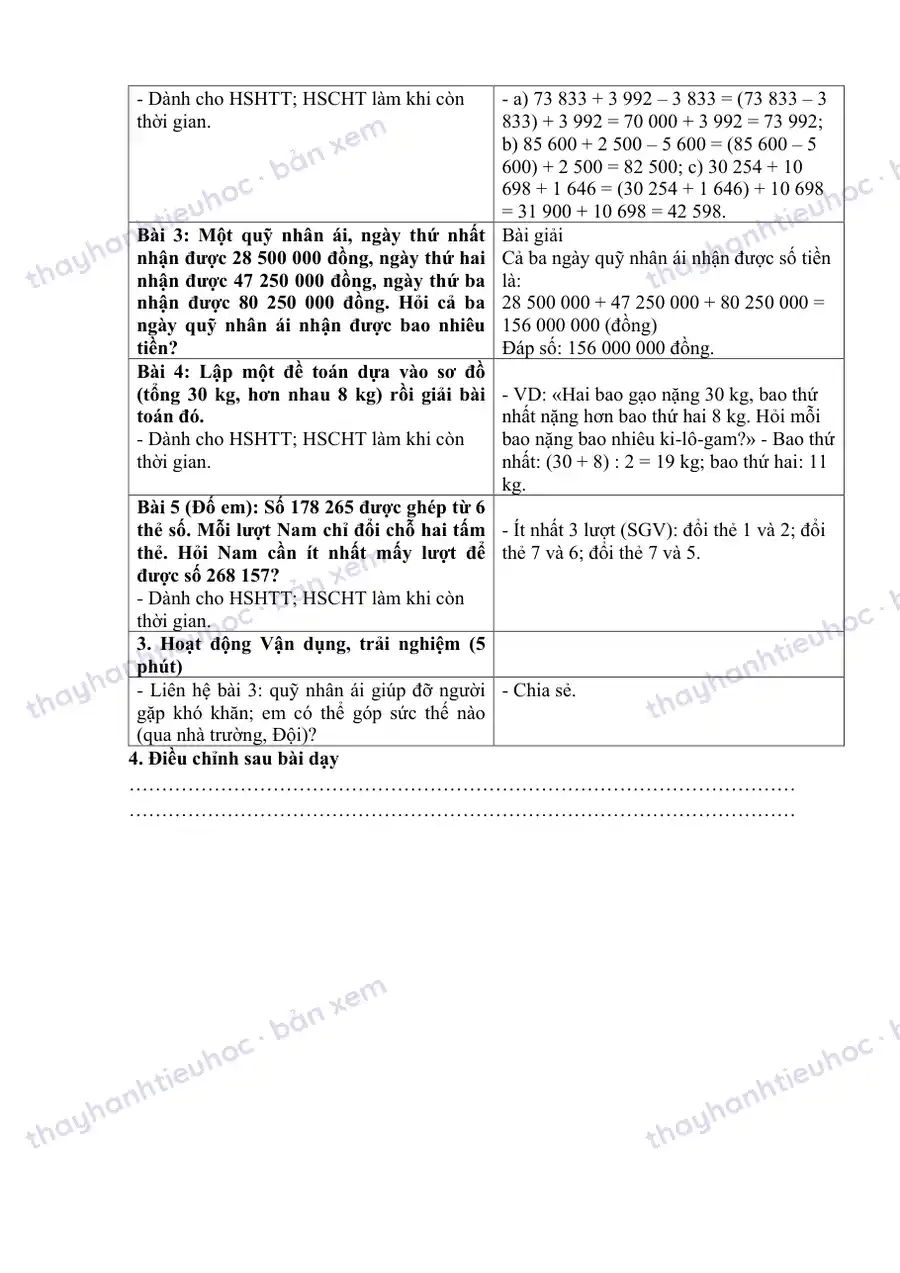 - Dành cho HSHTT; HSCHT làm khi còn
thời gian.
- a) 73 833 + 3 992 – 3 833 = (73 833 – 3
833) + 3 992 = 70 000 + 3 992 = 73 992;
b) 85 600 + 2 500 – 5 600 = (85 600 – 5
600) + 2 500 = 82 500; c) 30 254 + 10
698 + 1 646 = (30 254 + 1 646) + 10 698
= 31 900 + 10 698 = 42 598.
Bài 3: Một quỹ nhân ái, ngày thứ nhất
nhận được 28 500 000 đồng, ngày thứ hai
nhận được 47 250 000 đồng, ngày thứ ba
nhận được 80 250 000 đồng. Hỏi cả ba
ngày quỹ nhân ái nhận được bao nhiêu
tiền?
Bài giải
Cả ba ngày quỹ nhân ái nhận được số tiền
là:
28 500 000 + 47 250 000 + 80 250 000 =
156 000 000 (đồng)
Đáp số: 156 000 000 đồng.
Bài 4: Lập một đề toán dựa vào sơ đồ
(tổng 30 kg, hơn nhau 8 kg) rồi giải bài
toán đó.
- Dành cho HSHTT; HSCHT làm khi còn
thời gian.
- VD: «Hai bao gạo nặng 30 kg, bao thứ
nhất nặng hơn bao thứ hai 8 kg. Hỏi mỗi
bao nặng bao nhiêu ki-lô-gam?» - Bao thứ
nhất: (30 + 8) : 2 = 19 kg; bao thứ hai: 11
kg.
Bài 5 (Đố em): Số 178 265 được ghép từ 6
thẻ số. Mỗi lượt Nam chỉ đổi chỗ hai tấm
thẻ. Hỏi Nam cần ít nhất mấy lượt để
được số 268 157?
- Dành cho HSHTT; HSCHT làm khi còn
thời gian.
- Ít nhất 3 lượt (SGV): đổi thẻ 1 và 2; đổi
thẻ 7 và 6; đổi thẻ 7 và 5.
3. Hoạt động Vận dụng, trải nghiệm (5
phút)
- Liên hệ bài 3: quỹ nhân ái giúp đỡ người
gặp khó khăn; em có thể góp sức thế nào
(qua nhà trường, Đội)?
- Chia sẻ.
4. Điều chỉnh sau bài dạy
…………………………………………………………………………………………
…………………………………………………………………………………………
thayhanhtieuhoc · bản xem
thayhanhtieuhoc · b
thayhanhtieuhoc · bản xem
thayhanhtieuhoc · b
thayhanhtieuhoc · bản xem
thayhanhtieuhoc · b